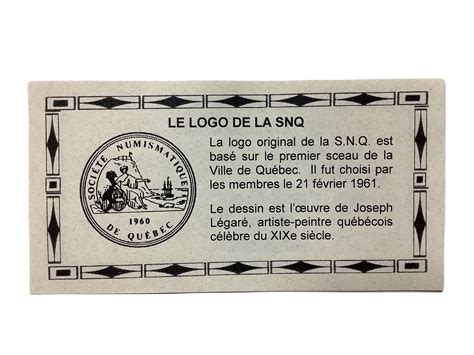 LE LOGO DE LA SNQ
La logo original de la S.N.Q. est
basé sur le premier sceau de la
Ville de Québec. Il fut choisi par
les membres le 21 février 1961.
Le dessin est l'œuvre de Joseph
Légaré, artiste-peintre québécois
célèbre du XIXe siècle.
SOCIÉTÉ NUMISMATIQUE
1960
DE QUÉBEC